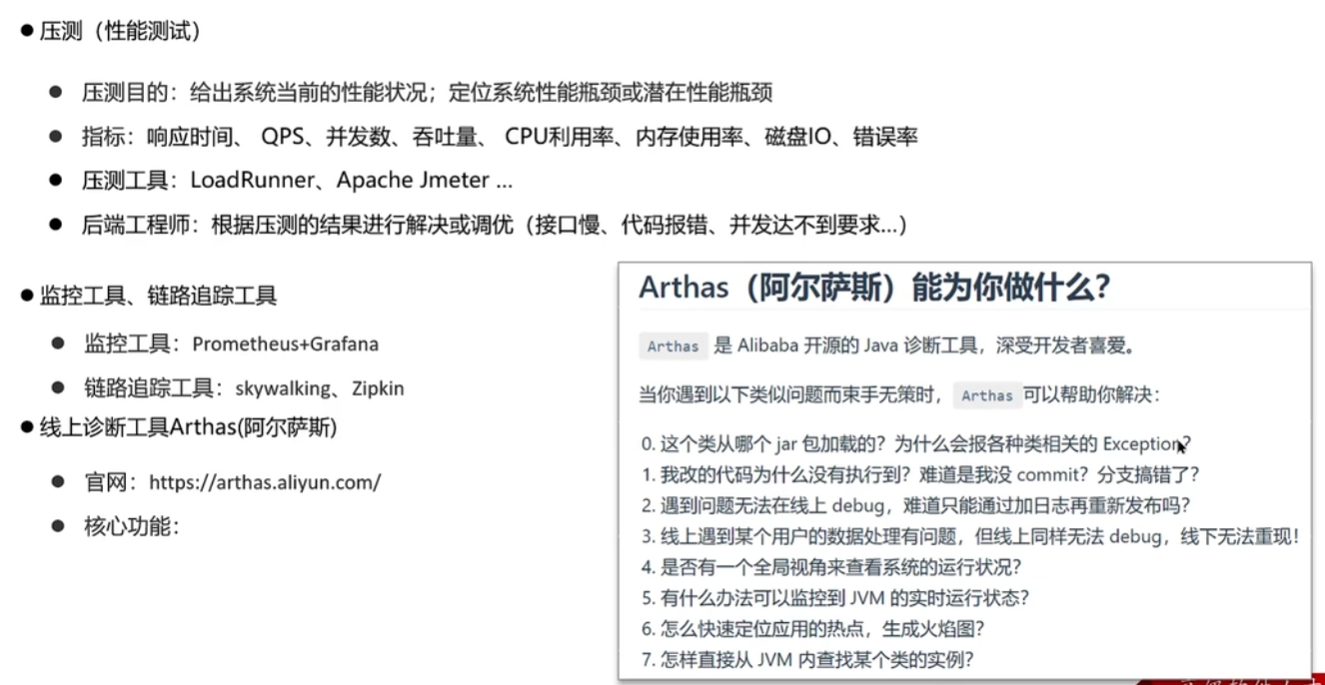 压测（性能测试）
压测目的：给出系统当前的性能状况；定位系统性能瓶颈或潜在性能瓶颈
指标：响应时间、 QPS、并发数、吞吐量、 CPU利用率、内存使用率、磁盘IO、错误率
压测工具：LoadRunner、Apache Jmeter ...
后端工程师：根据压测的结果进行解决或调优（接口慢、代码报错、并发达不到要求...）
监控工具、链路追踪工具
监控工具：Prometheus+Grafana
链路追踪工具：skywalking、Zipkin
线上诊断工具Arthas(阿尔萨斯)
官网：https://arthas.aliyun.com/
核心功能：
Arthas（阿尔萨斯）能为你做什么？
Arthas 是 Alibaba 开源的 Java 诊断工具，深受开发者喜爱。
当你遇到以下类似问题而束手无策时， Arthas 可以帮助你解决：
0. 这个类从哪个 jar 包加载的？为什么会报各种类相关的 Exception？
1. 我改的代码为什么没有执行到？难道是我没 commit？分支搞错了？
2. 遇到问题无法在线上 debug，难道只能通过加日志再重新发布吗？
3. 线上遇到某个用户的数据处理有问题，但线上同样无法 debug，线下无法重现！
4. 是否有一个全局视角来查看系统的运行状况？
5. 有什么办法可以监控到 JVM 的实时运行状态？
6. 怎么快速定位应用的热点，生成火焰图？
7. 怎样直接从 JVM 内查找某个类的实例？